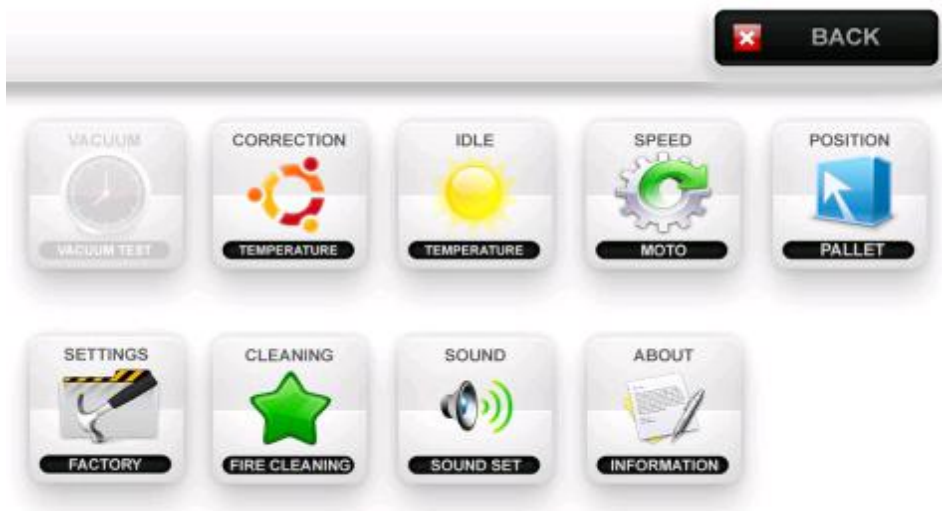 BACK
VACUUM
VACUUM TEST
CORRECTION
TEMPERATURE
IDLE
TEMPERATURE
SPEED
MOTO
POSITION
PALLET
SETTINGS
FACTORY
CLEANING
FIRE CLEANING
SOUND
SOUND SET
ABOUT
INFORMATION